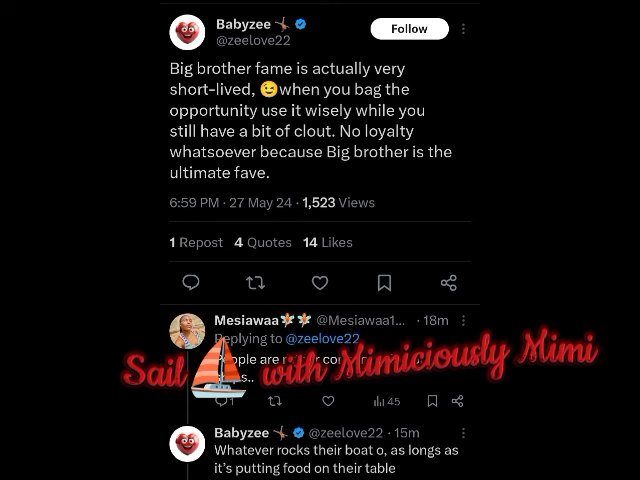 Babyzee
@zeelove22
Follow
Big brother fame is actually very
short-lived, 😉when you bag the
opportunity use it wisely while you
still have a bit of clout. No loyalty
whatsoever because Big brother is the
ultimate fave.
6:59 PM · 27 May 24 · 1,523 Views
1 Repost 4 Quotes 14 Likes
Mesiawaa @Mesiawaa1... · 18m
Replying to @zeelove22
People are
Sail with Mimiciously Mimi
1 45
Babyzee @zeelove22 · 15m
Whatever rocks their boat o, as longs as
it's putting food on their table